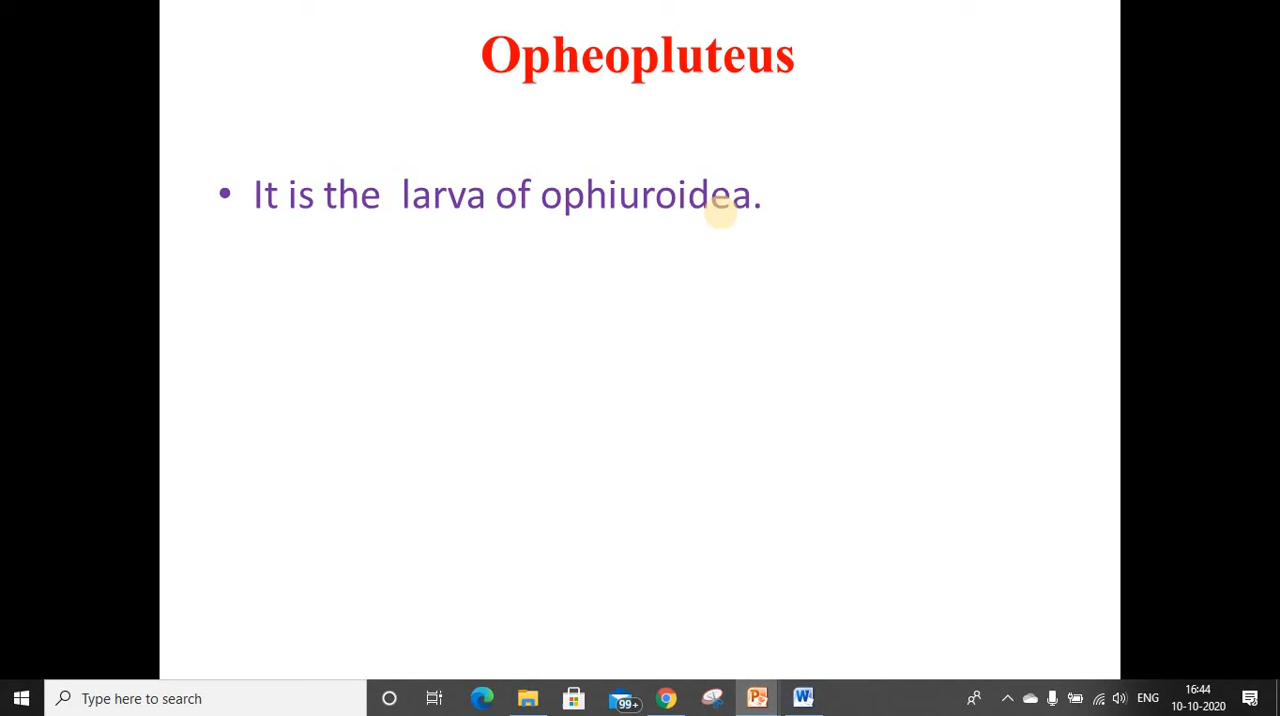 Opheopluteus
• It is the larva of ophiuroidea.
Type here to search
99+
ENG
16:44
10-10-2020